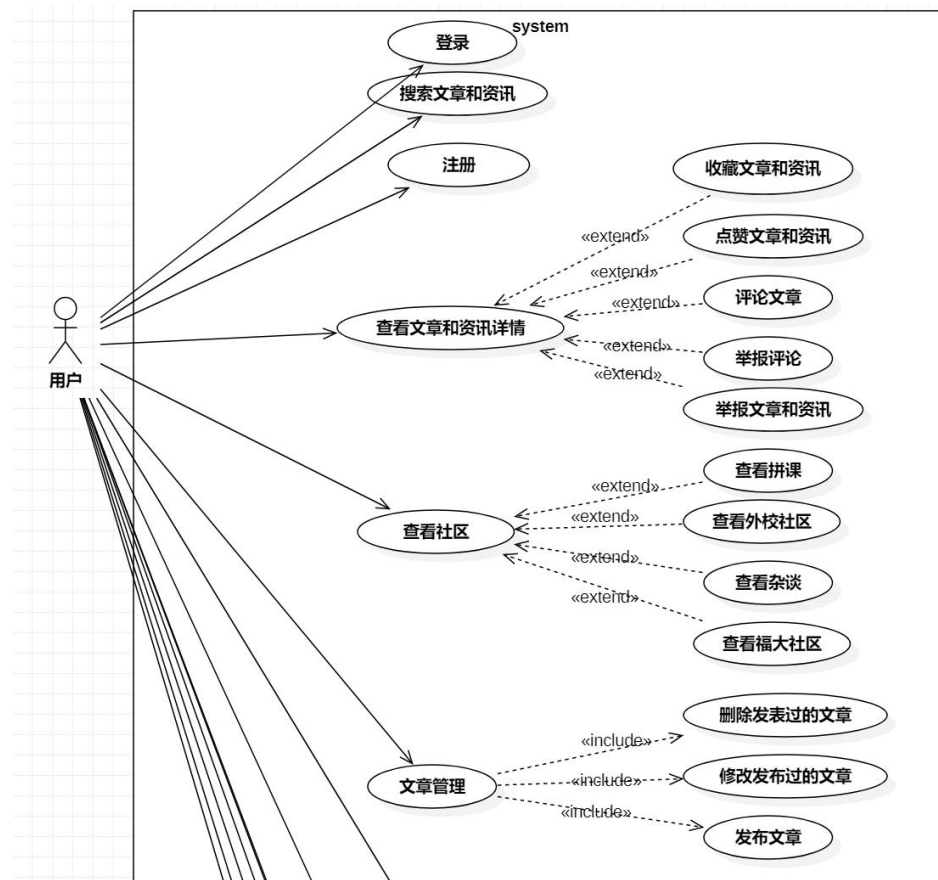 system
登录
搜索文章和资讯
注册
收藏文章和资讯
«extend»
点赞文章和资讯
«extend»
评论文章
«extend»
查看文章和资讯详情
«extend»
举报评论
«extend»
举报文章和资讯
用户
查看拼课
«extend»
查看外校社区
«extend»
查看社区
«extend»
查看杂谈
«extend»
查看福大社区
删除发表过的文章
«include»
文章管理
«include»
修改发布过的文章
«include»
发布文章